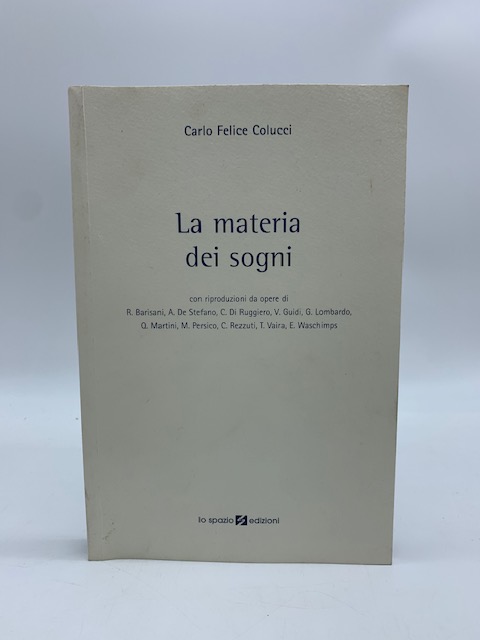 Carlo Felice Colucci
La materia
dei sogni
con riproduzioni da opere di
R. Barisani, A. De Stefano, C. Di Ruggiero, V. Guidi, G. Lombardo,
Q. Martini, M. Persico, C. Rezzuti, T. Vaira, E. Waschimps
lo spazio edizioni